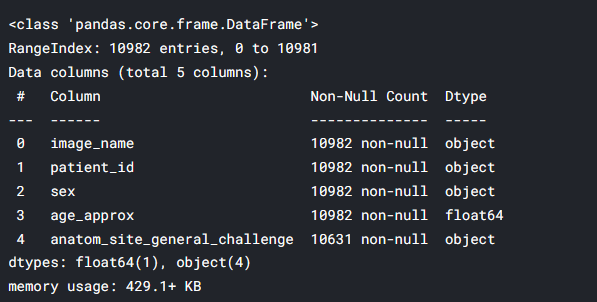 <class 'pandas.core.frame.DataFrame'>
RangeIndex: 10982 entries, 0 to 10981
Data columns (total 5 columns):
 #   Column                         Non-Null Count  Dtype
---  ------                         --------------  -----
 0   image_name                     10982 non-null  object
 1   patient_id                     10982 non-null  object
 2   sex                            10982 non-null  object
 3   age_approx                     10982 non-null  float64
 4   anatom_site_general_challenge  10631 non-null  object
dtypes: float64(1), object(4)
memory usage: 429.1+ KB